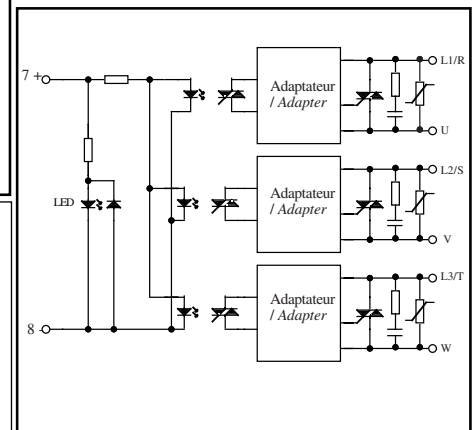 7 +
LED
8 -
Adaptateur
/ Adapter
L1/R
U
Adaptateur
/ Adapter
L2/S
V
Adaptateur
/ Adapter
L3/T
W